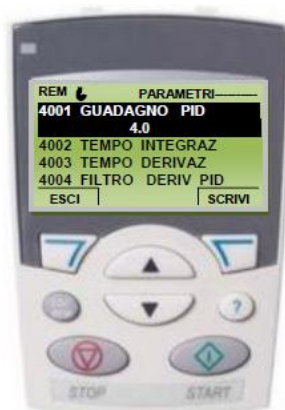 REM PARAMETRI
4001 GUADAGNO PID
4.0
4002 TEMPO INTEGRAZ
4003 TEMPO DERIVAZ
4004 FILTRO DERIV PID
ESCI SCRIVI
?
STOP START